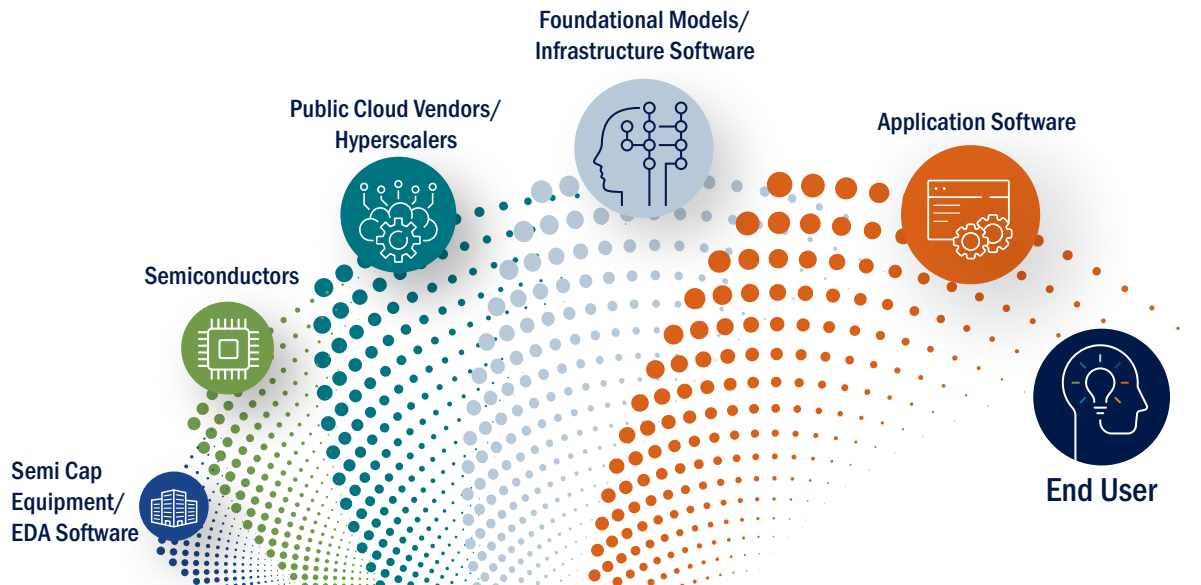 Foundational Models/
Infrastructure Software
Public Cloud Vendors/
Hyperscalers
Application Software
Semiconductors
Semi Cap
Equipment/
EDA Software
End User